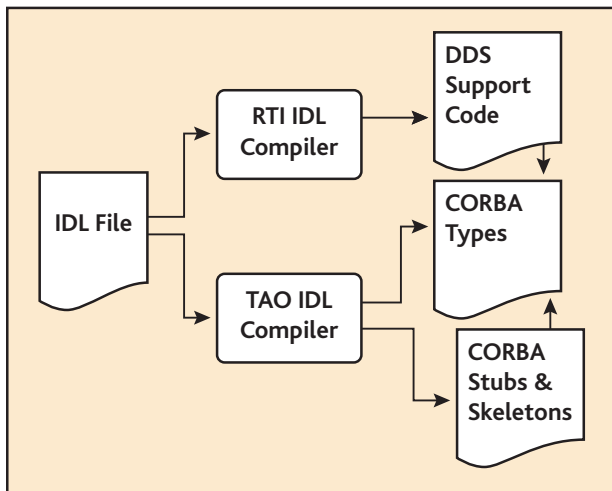 IDL File
RTI IDL
Compiler
DDS
Support
Code
TAO IDL
Compiler
CORBA
Types
CORBA
Stubs &
Skeletons